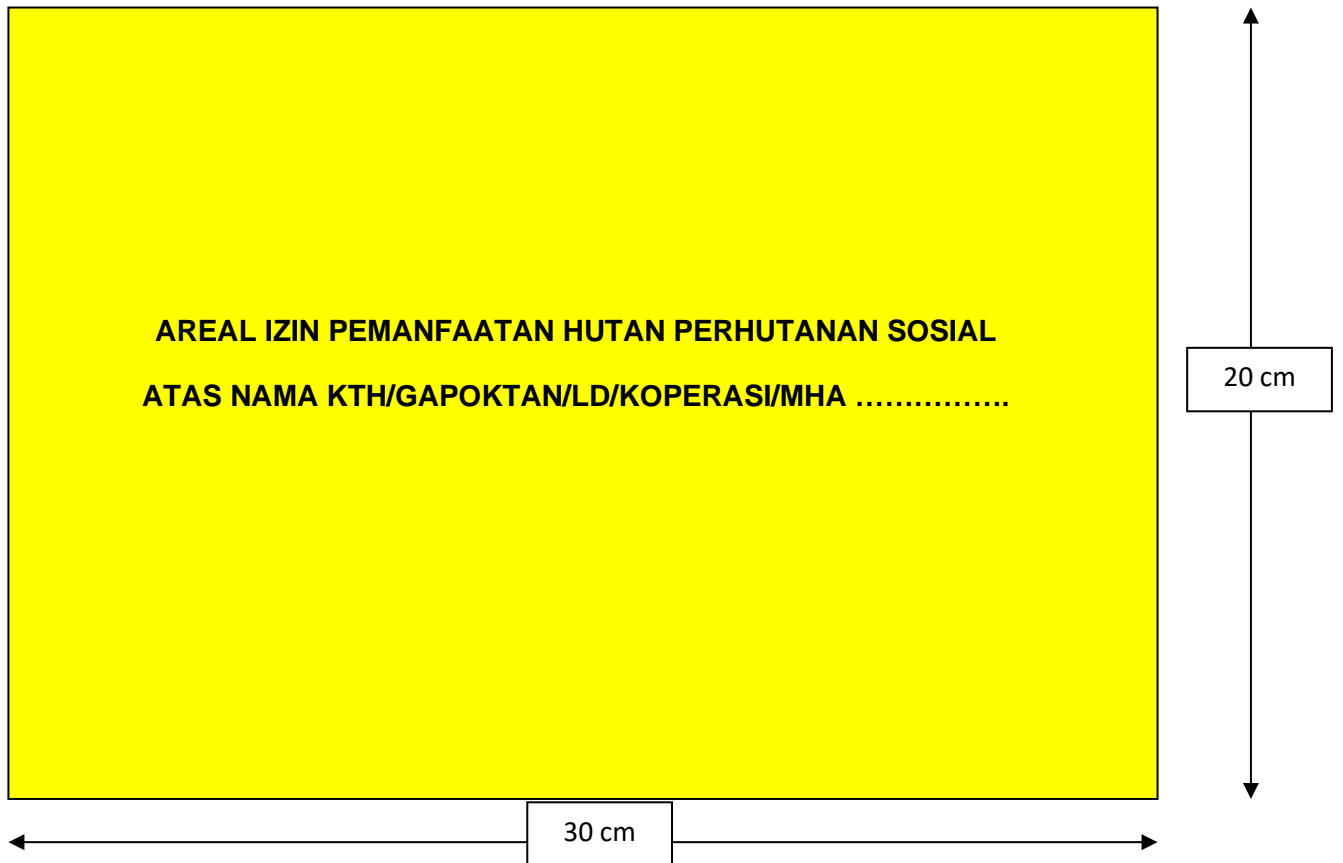 AREAL IZIN PEMANFAATAN HUTAN PERHUTANAN SOSIAL
ATAS NAMA KTH/GAPOKTAN/LD/KOPERASI/MHA …………….
20 cm
30 cm